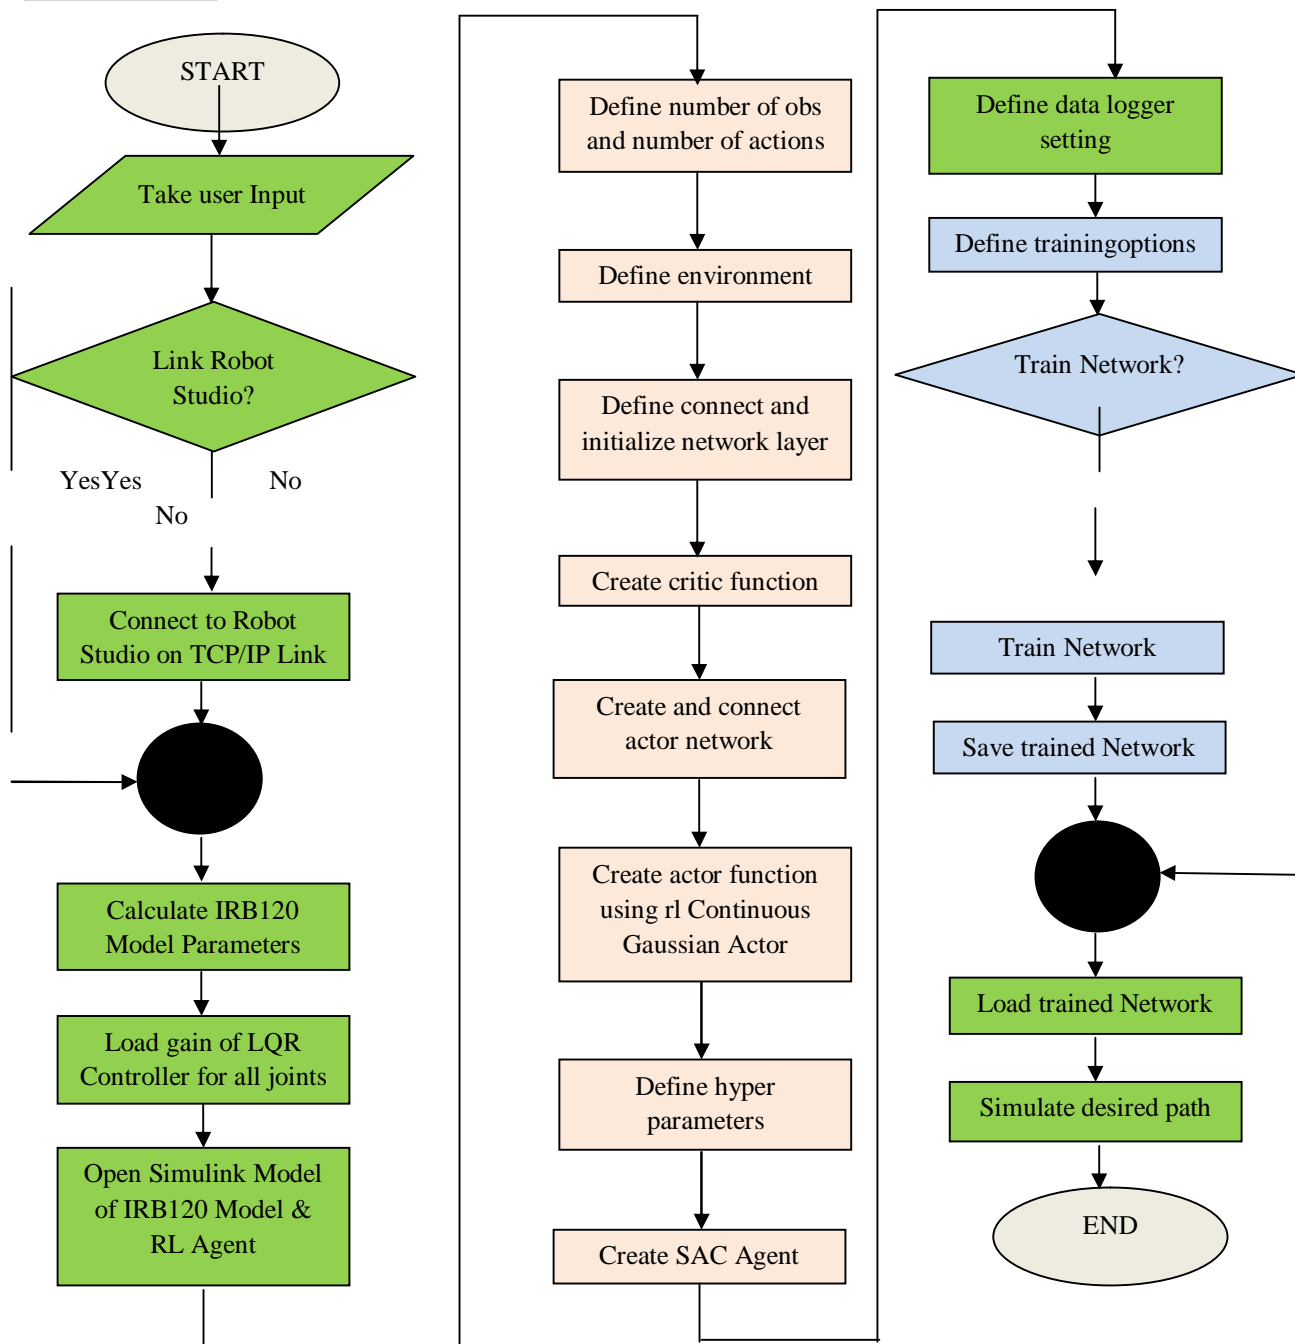 START
Take user Input
Link Robot
Studio?
YesYes
No
No
Connect to Robot
Studio on TCP/IP Link
Calculate IRB120
Model Parameters
Load gain of LQR
Controller for all joints
Open Simulink Model
of IRB120 Model &
RL Agent
Define number of obs
and number of actions
Define environment
Define connect and
initialize network layer
Create critic function
Create and connect
actor network
Create actor function
using rl Continuous
Gaussian Actor
Define hyper
parameters
Create SAC Agent
Define data logger
setting
Define trainingoptions
Train Network?
Train Network
Save trained Network
Load trained Network
Simulate desired path
END